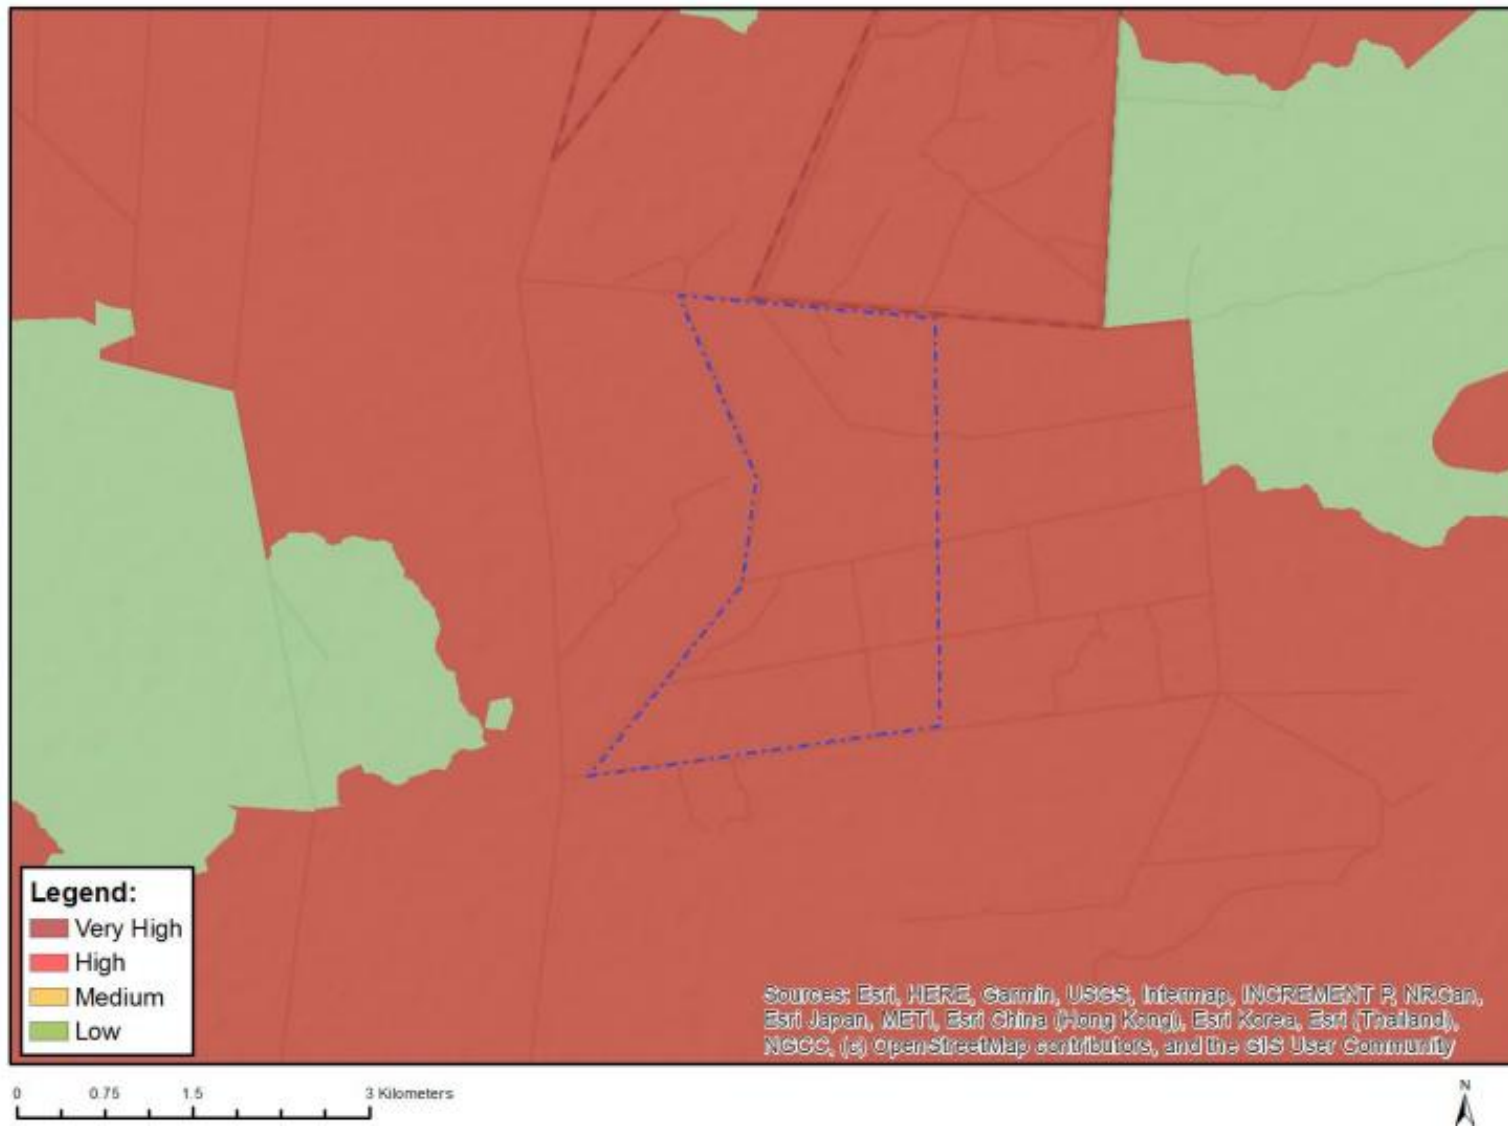 Legend:
Very High
High
Medium
Low
Sources: Esri, HERE, Garmin, USGS, Intermap, INCREMENT P, NRCan,
Esri Japan, METI, Esri China (Hong Kong), Esri Korea, Esri (Thailand),
NGCC, (c) OpenStreetMap contributors, and the GIS User Community
0 0.75 1.5 3 Kilometers
N